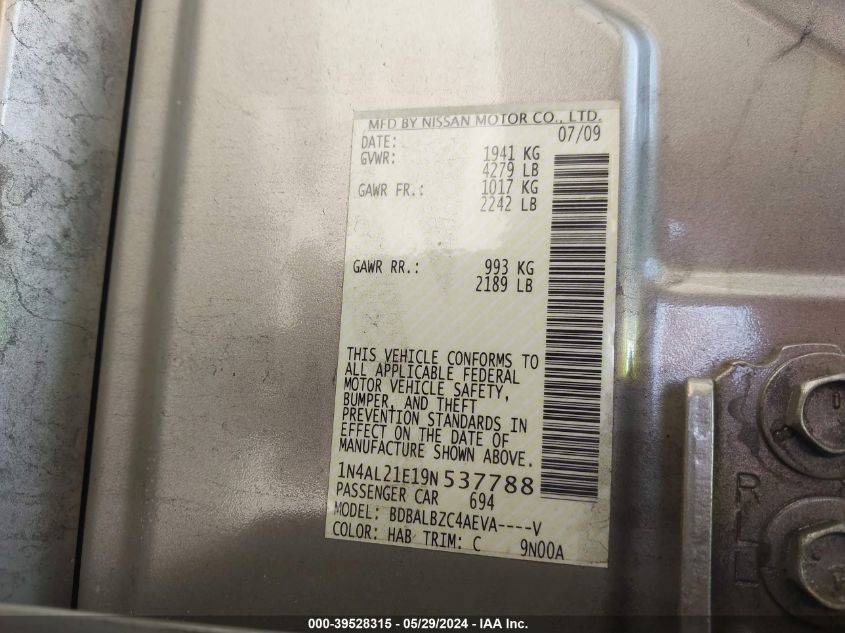 MFD BY NISSAN MOTOR CO., LTD.
DATE: 07/09
GVWR: 1941 KG
4279 LB
GAWR FR.: 1017 KG
2242 LB
GAWR RR.: 993 KG
2189 LB
THIS VEHICLE CONFORMS TO
ALL APPLICABLE FEDERAL
MOTOR VEHICLE SAFETY,
BUMPER, AND THEFT
PREVENTION STANDARDS IN
EFFECT ON THE DATE OF
MANUFACTURE SHOWN ABOVE.
1N4AL21E19N 537788
PASSENGER CAR 694
MODEL: BDBALBZC4AEVA----V
COLOR: HAB TRIM: C 9N00A
000-39528315 / 05/29/2024 - IAA Inc.